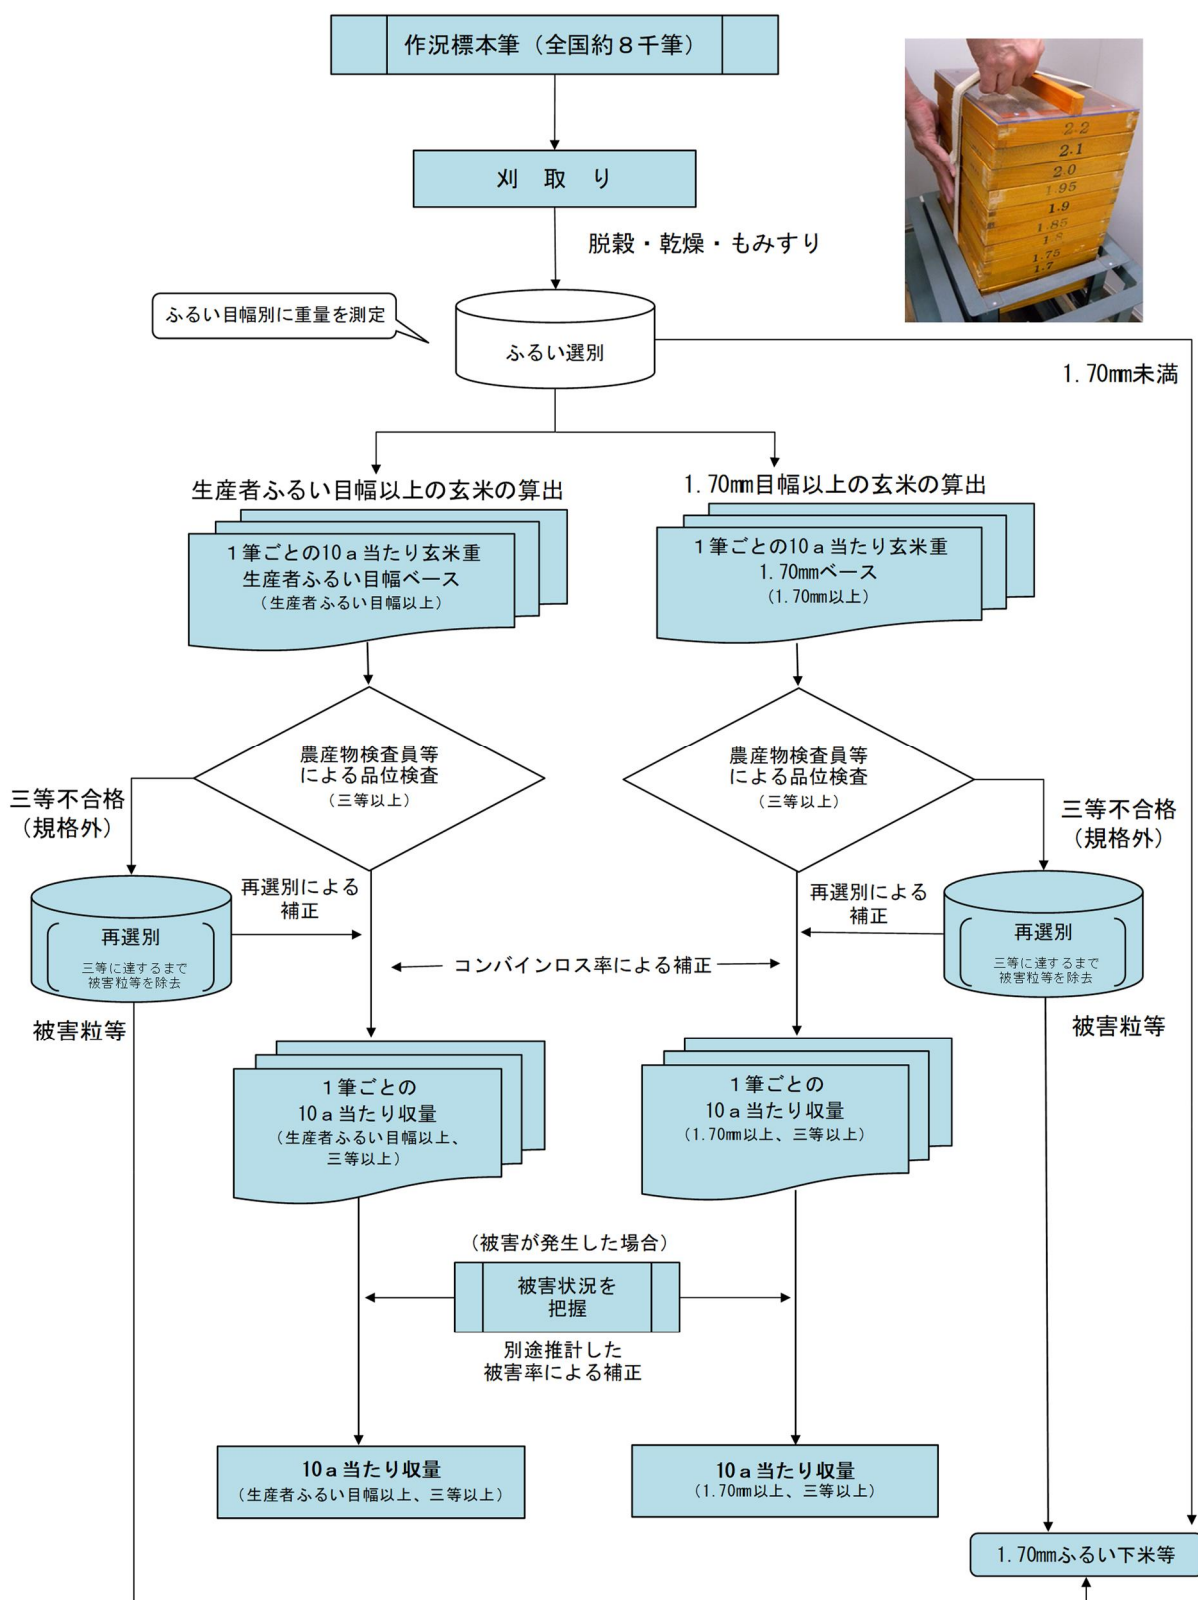 作況標本筆（全国約８千筆）
2.2
2.1
2.0
1.95
1.9
1.85
1.8
1.75
1.7
刈　取　り
脱穀・乾燥・もみすり
ふるい目幅別に重量を測定
ふるい選別
1.70㎜未満
生産者ふるい目幅以上の玄米の算出
1.70㎜目幅以上の玄米の算出
１筆ごとの10ａ当たり玄米重
生産者ふるい目幅ベース
（生産者ふるい目幅以上）
１筆ごとの10ａ当たり玄米重
1.70㎜ベース
（1.70㎜以上）
農産物検査員等
による品位検査
（三等以上）
農産物検査員等
による品位検査
（三等以上）
三等不合格
（規格外）
三等不合格
（規格外）
再選別による
補正
再選別による
補正
再選別
三等に達するまで
被害粒等を除去
再選別
三等に達するまで
被害粒等を除去
コンバインロス率による補正
被害粒等
被害粒等
１筆ごとの
10ａ当たり収量
（生産者ふるい目幅以上、
三等以上）
１筆ごとの
10ａ当たり収量
（1.70㎜以上、三等以上）
（被害が発生した場合）
被害状況を
把握
別途推計した
被害率による補正
10ａ当たり収量
（生産者ふるい目幅以上、三等以上）
10ａ当たり収量
（1.70㎜以上、三等以上）
1.70㎜ふるい下米等